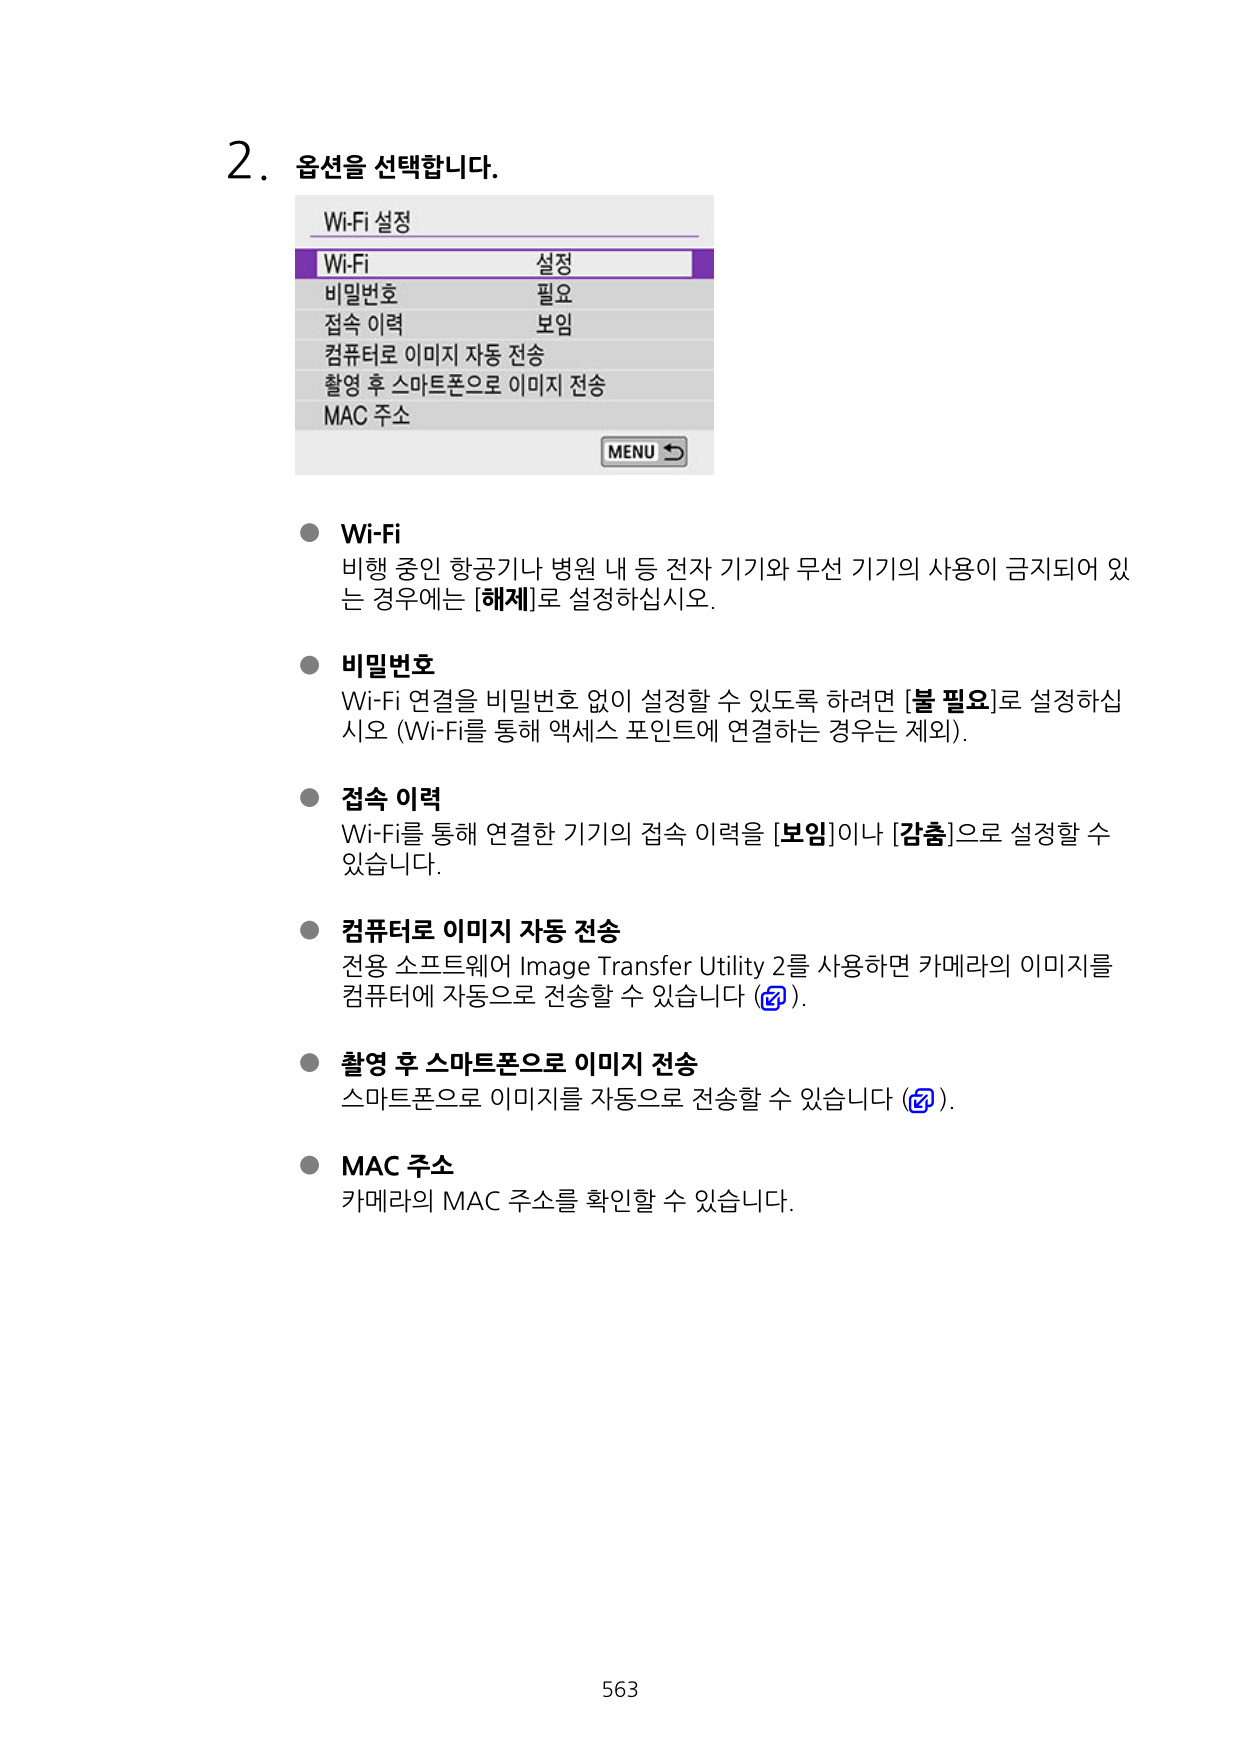 2. 옵션을 선택합니다.
Wi-Fi 설정
Wi-Fi 설정
비밀번호 필요
접속 이력 보임
컴퓨터로 이미지 자동 전송
촬영 후 스마트폰으로 이미지 전송
MAC 주소
MENU
● Wi-Fi
비행 중인 항공기나 병원 내 등 전자 기기와 무선 기기의 사용이 금지되어 있
는 경우에는 [해제]로 설정하십시오.
● 비밀번호
Wi-Fi 연결을 비밀번호 없이 설정할 수 있도록 하려면 [불 필요]로 설정하십
시오 (Wi-Fi를 통해 액세스 포인트에 연결하는 경우는 제외).
● 접속 이력
Wi-Fi를 통해 연결한 기기의 접속 이력을 [보임]이나 [감춤]으로 설정할 수
있습니다.
● 컴퓨터로 이미지 자동 전송
전용 소프트웨어 Image Transfer Utility 2를 사용하면 카메라의 이미지를
컴퓨터에 자동으로 전송할 수 있습니다 ( ).
● 촬영 후 스마트폰으로 이미지 전송
스마트폰으로 이미지를 자동으로 전송할 수 있습니다 ( ).
● MAC 주소
카메라의 MAC 주소를 확인할 수 있습니다.
563